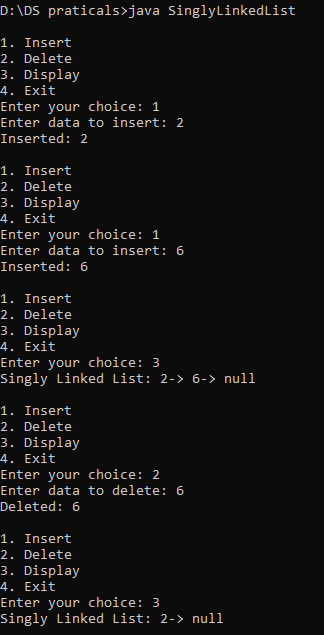 D:\DS praticals>java SinglyLinkedList
1. Insert
2. Delete
3. Display
4. Exit
Enter your choice: 1
Enter data to insert: 2
Inserted: 2
1. Insert
2. Delete
3. Display
4. Exit
Enter your choice: 1
Enter data to insert: 6
Inserted: 6
1. Insert
2. Delete
3. Display
4. Exit
Enter your choice: 3
Singly Linked List: 2-> 6-> null
1. Insert
2. Delete
3. Display
4. Exit
Enter your choice: 2
Enter data to delete: 6
Deleted: 6
1. Insert
2. Delete
3. Display
4. Exit
Enter your choice: 3
Singly Linked List: 2-> null